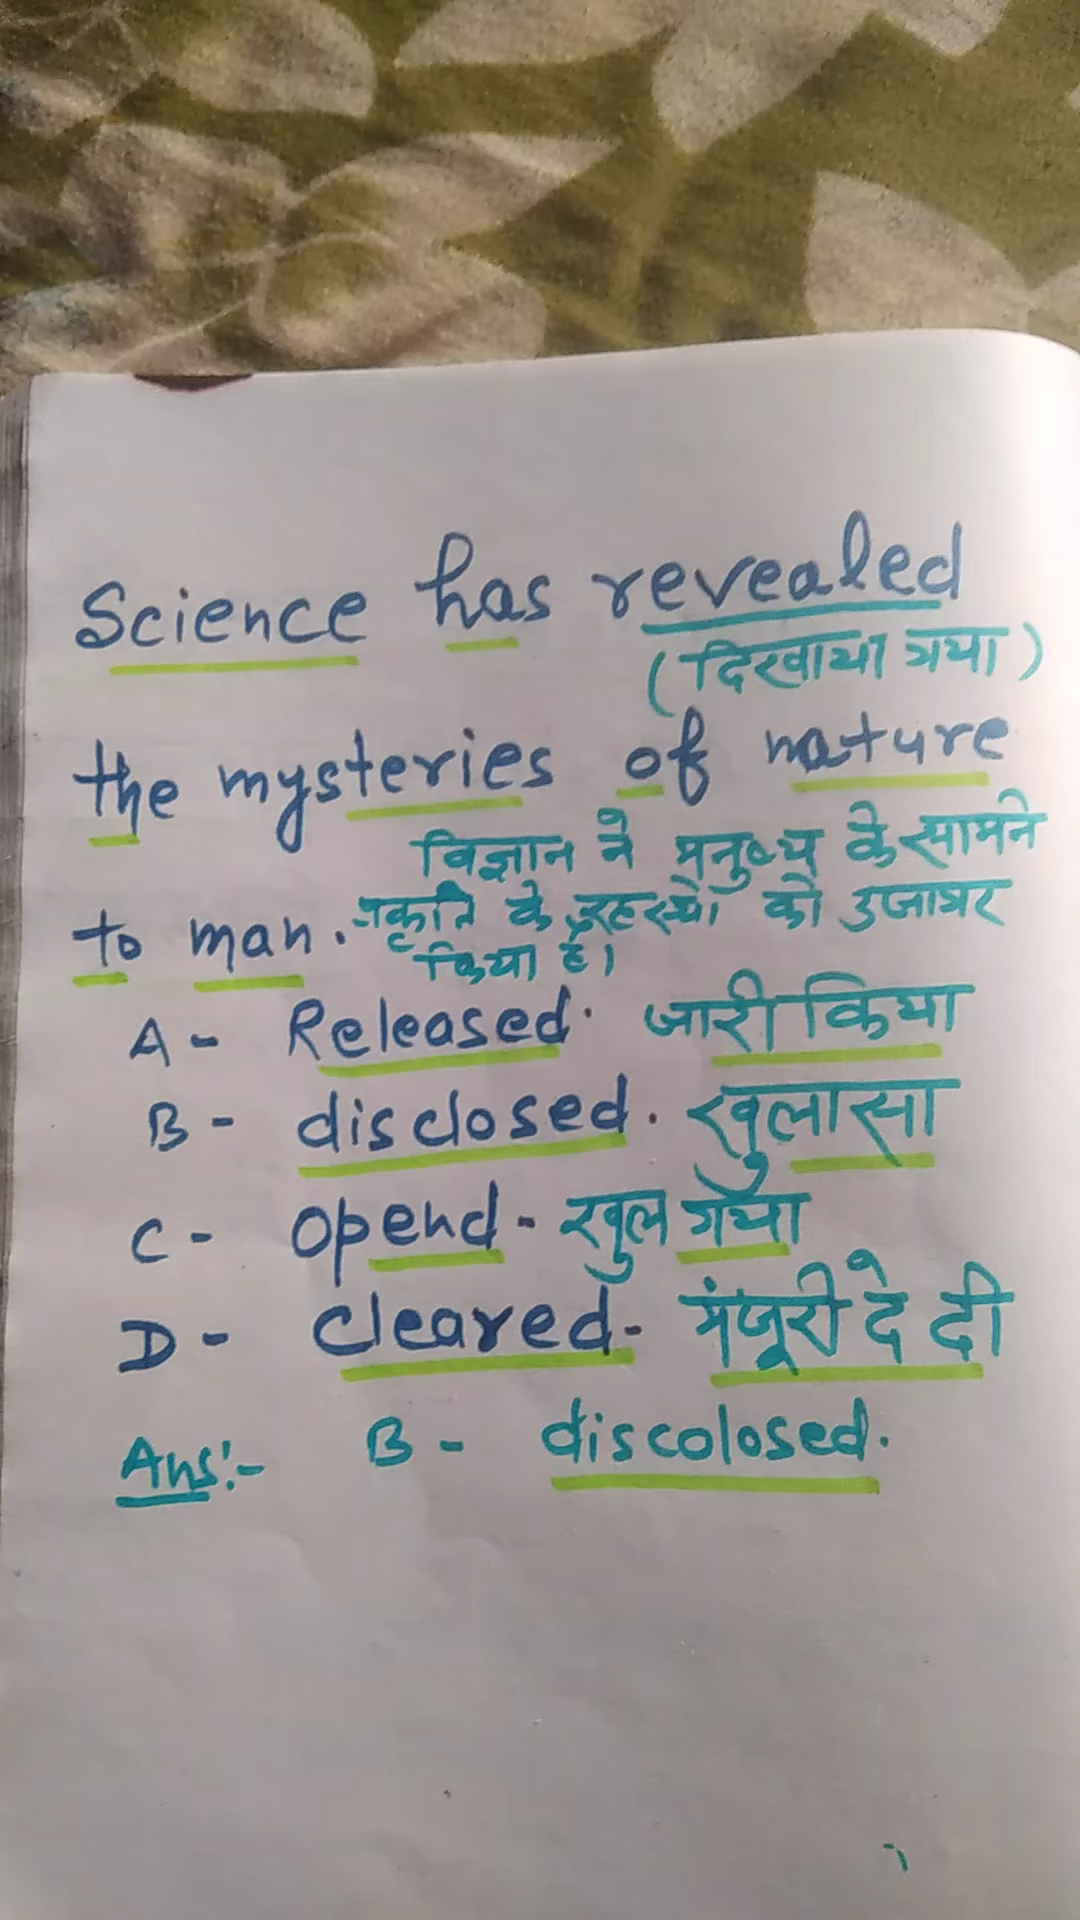 Science has revealed
(दिखाया गया)
the mysteries of nature
विज्ञान ने मनुष्य के सामने
to man. प्रकृति के रहस्यों को उजागर
किया है।
A - Released. जारी किया
B - disclosed. खुलासा
C - opend - खुल गया
D - Cleared - मंजूरी दे दी
Ans:- B - discolosed.